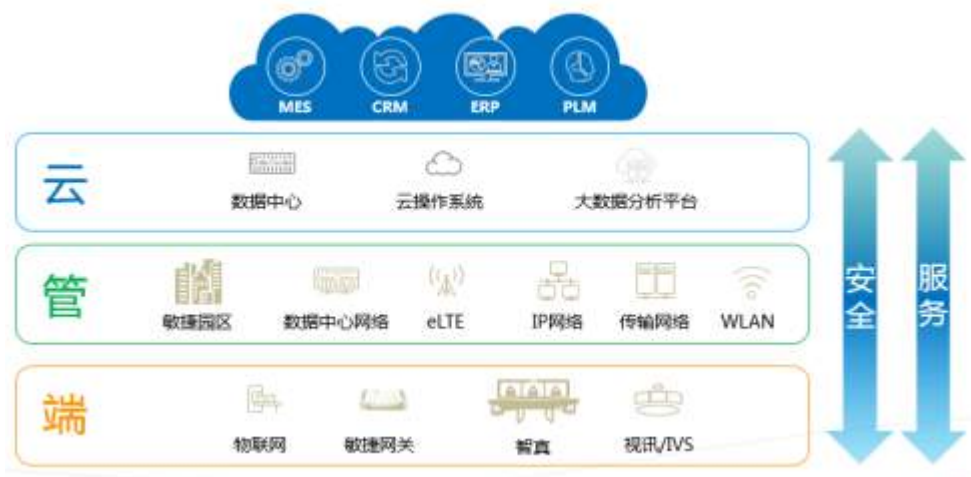 MES CRM ERP PLM
云
数据中心 云操作系统 大数据分析平台
管
敏捷园区 数据中心网络 eLTE IP网络 传输网络 WLAN
端
物联网 敏捷网关 智真 视讯/IVS
安全
服务